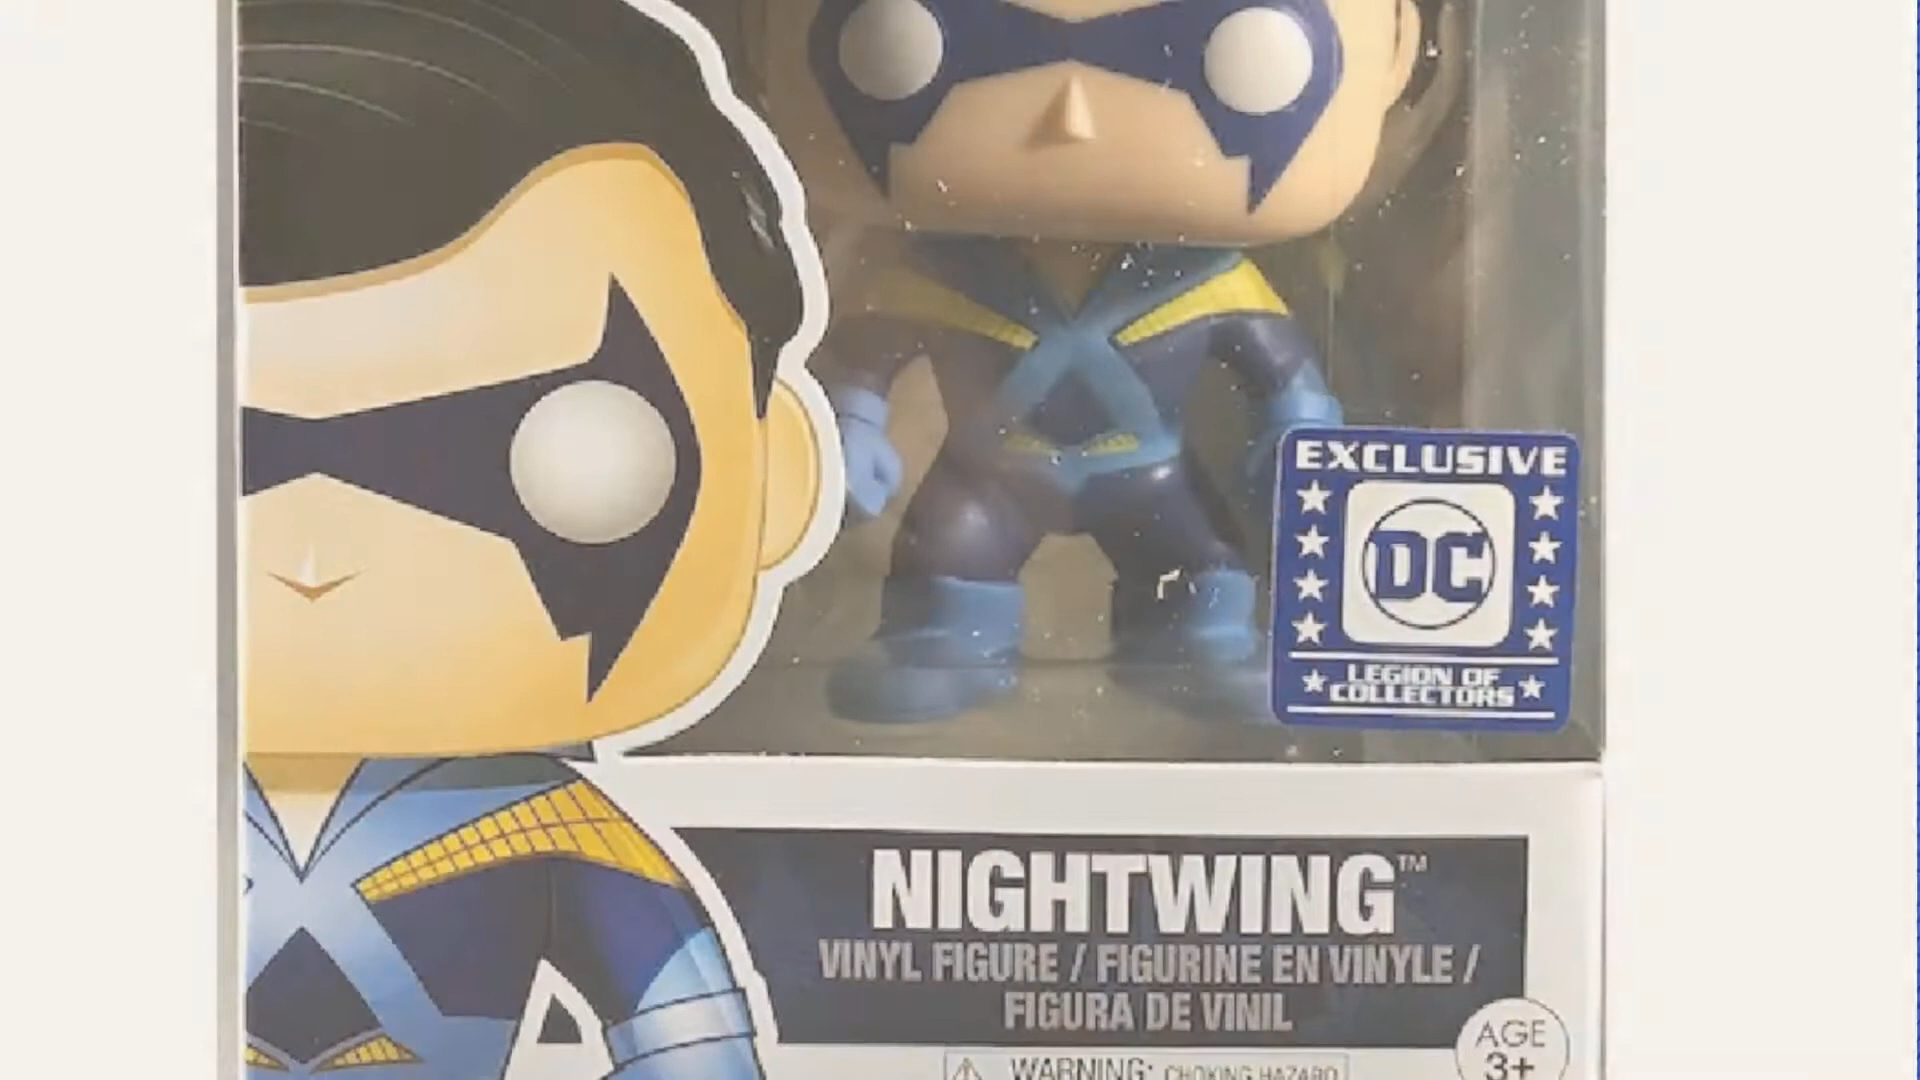 EXCLUSIVE
DC
LEGION OF
COLLECTORS
NIGHTWING™
VINYL FIGURE / FIGURINE EN VINYLE /
FIGURA DE VINIL
AGE
3+
WARNING: CHOKING HAZARD